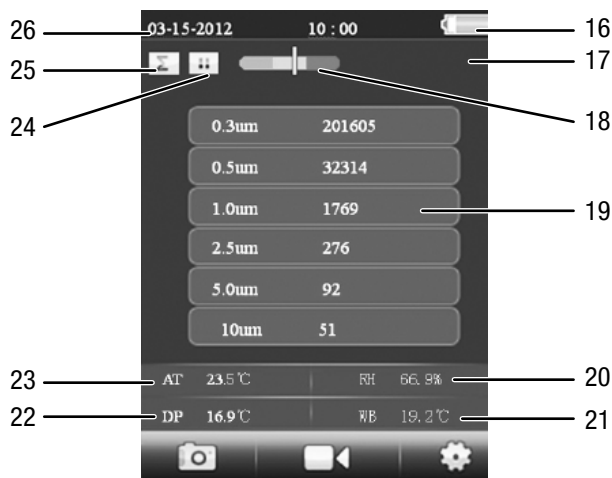 26 03-15-2012 10 : 00 16
25 Σ 17
24 18
0.3um 201605
0.5um 32314
1.0um 1769 19
2.5um 276
5.0um 92
10um 51
23 AT 23.5℃ RH 66.9% 20
22 DP 16.9℃ WB 19.2℃ 21